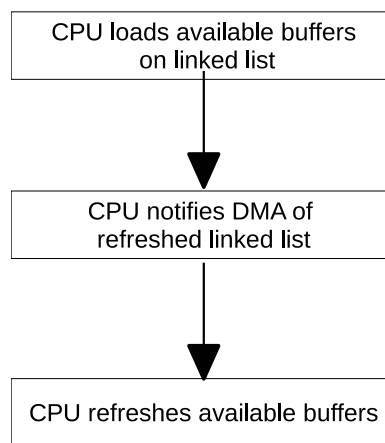 CPU loads available buffers
on linked list
CPU notifies DMA of
refreshed linked list
CPU refreshes available buffers